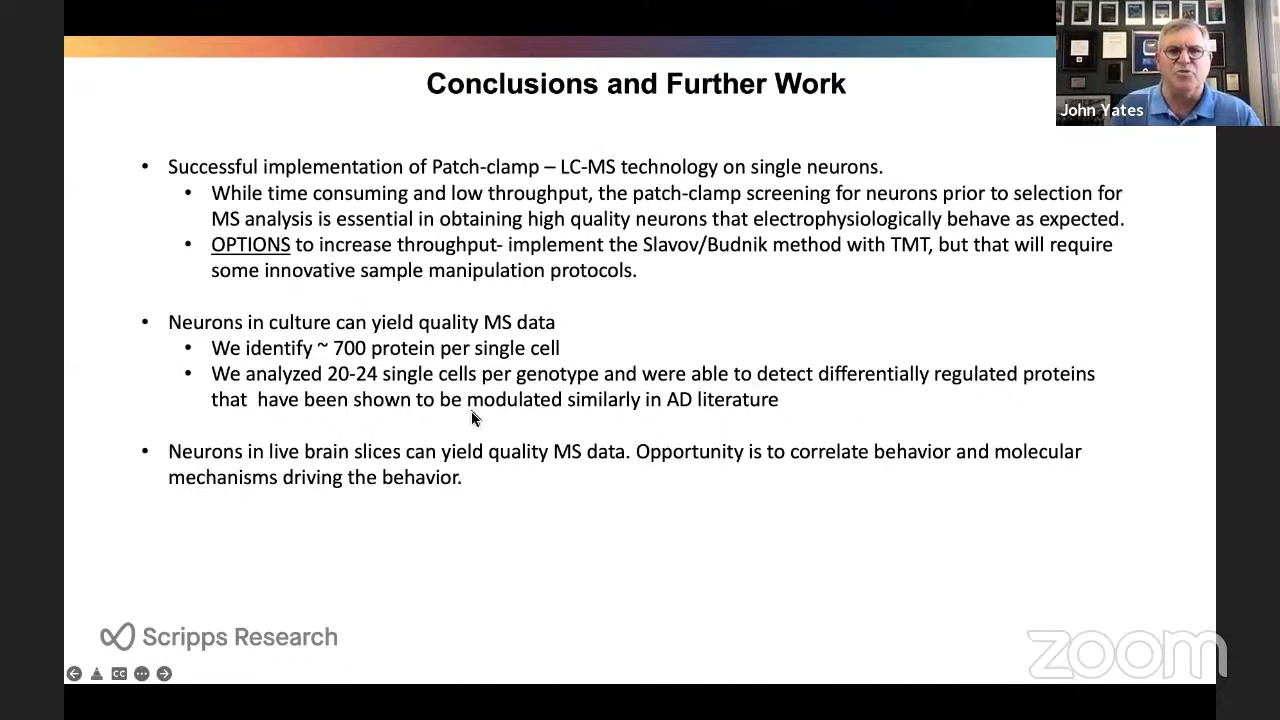 Conclusions and Further Work
John Yates
• Successful implementation of Patch-clamp – LC-MS technology on single neurons.
• While time consuming and low throughput, the patch-clamp screening for neurons prior to selection for
MS analysis is essential in obtaining high quality neurons that electrophysiologically behave as expected.
• OPTIONS to increase throughput- implement the Slavov/Budnik method with TMT, but that will require
some innovative sample manipulation protocols.
• Neurons in culture can yield quality MS data
• We identify ~ 700 protein per single cell
• We analyzed 20-24 single cells per genotype and were able to detect differentially regulated proteins
that have been shown to be modulated similarly in AD literature
• Neurons in live brain slices can yield quality MS data. Opportunity is to correlate behavior and molecular
mechanisms driving the behavior.
Scripps Research
zoom
CC